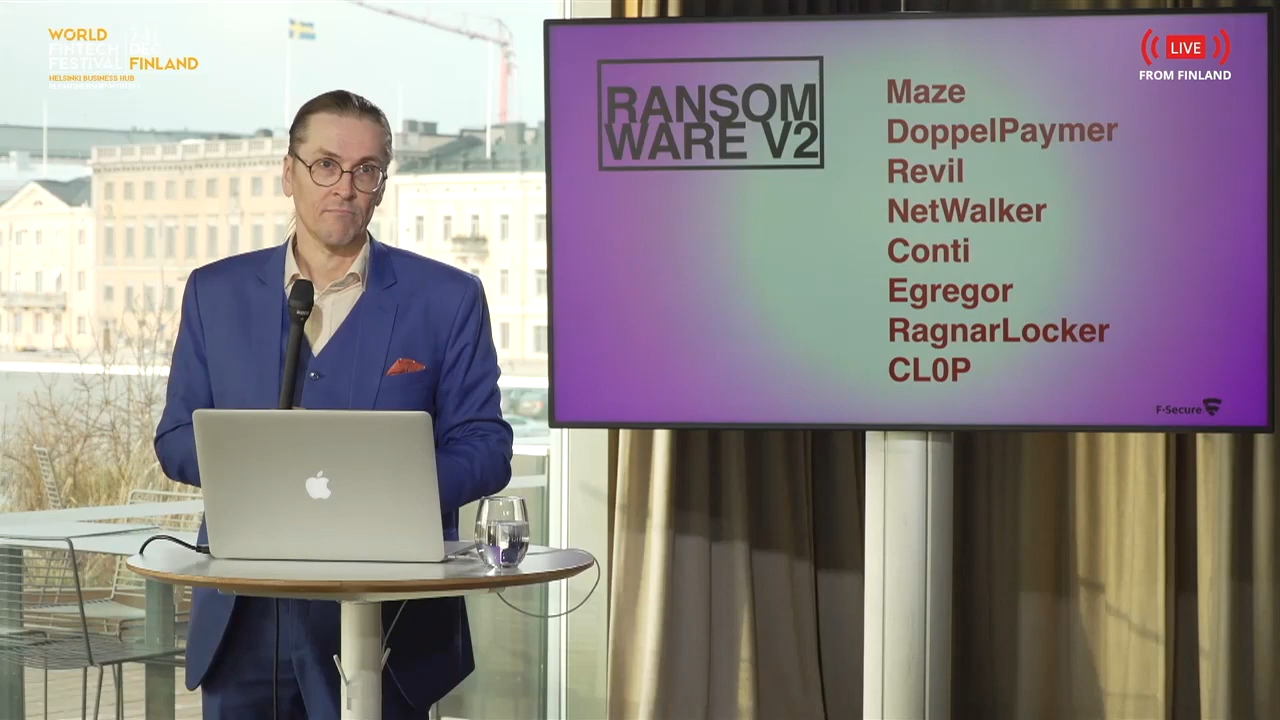 WORLD
FINTECH
FESTIVAL
DEC
FINLAND
HELSINKI BUSINESS HUB
LIVE
FROM FINLAND
RANSOM
WARE V2
Maze
DoppelPaymer
Revil
NetWalker
Conti
Egregor
RagnarLocker
CL0P
F-Secure